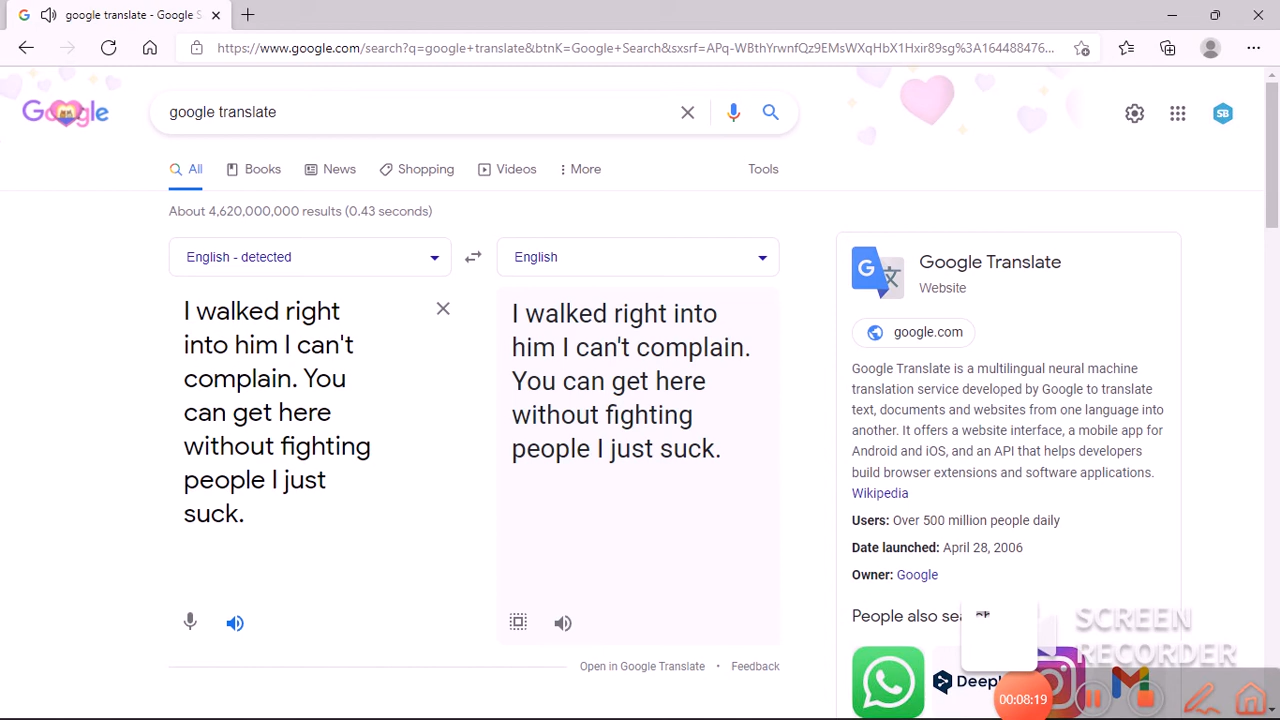 google translate - Google S
https://www.google.com/search?q=google+translate&btnK=Google+Search&sxsrf=APq-WBthYrwnfQz9EMsWXqHbX1Hxir89sg%3A164488476...
Google
google translate
SB
All
Books
News
Shopping
Videos
More
Tools
About 4,620,000,000 results (0.43 seconds)
English - detected
English
I walked right
into him I can't
complain. You
can get here
without fighting
people I just
suck.
I walked right into
him I can't complain.
You can get here
without fighting
people I just suck.
Open in Google Translate • Feedback
Google Translate
Website
google.com
Google Translate is a multilingual neural machine
translation service developed by Google to translate
text, documents and websites from one language into
another. It offers a website interface, a mobile app for
Android and iOS, and an API that helps developers
build browser extensions and software applications.
Wikipedia
Users: Over 500 million people daily
Date launched: April 28, 2006
Owner: Google
People also sea
DeepL
SCREEN
RECORDER
00:08:19